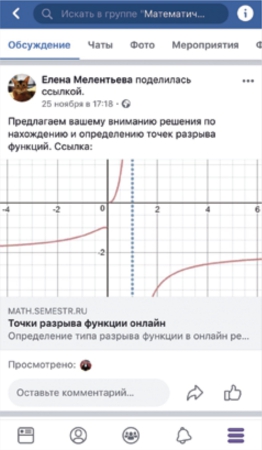 Искать в группе "Математич...
Обсуждение Чаты Фото Мероприятия Ф
Елена Мелентьева поделилась
ссылкой.
25 ноября в 17:18 •
Предлагаем вашему вниманию решения по
нахождению и определению точек разрыва
функций. Ссылка:
-4 -2 0 2 4 6
-2
MATH.SEMESTR.RU
Точки разрыва функции онлайн
Определение типа разрыва функции в онлайн ре...
Просмотрено:
Оставьте комментарий...